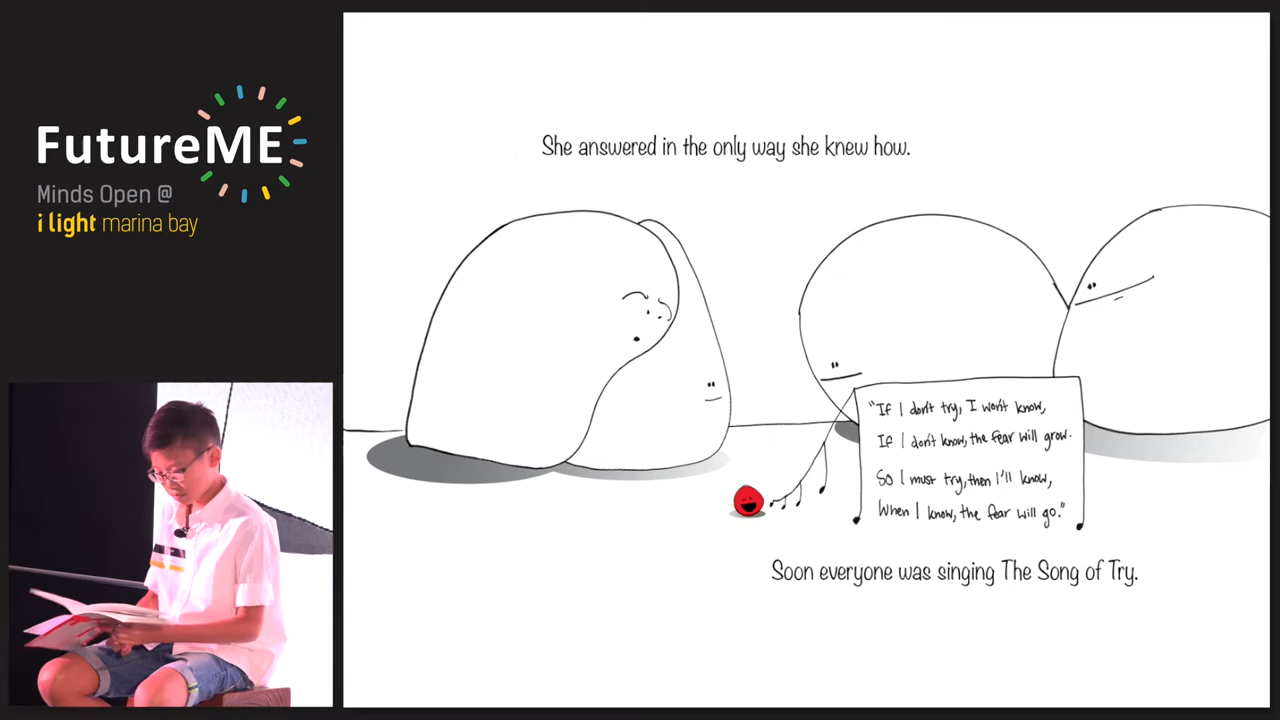 FutureME
Minds Open @
i light marina bay
She answered in the only way she knew how.
"If I don't try, I won't know,
If I don't know, the fear will grow.
So I must try, then I'll know,
When I know, the fear will go."
Soon everyone was singing The Song of Try.